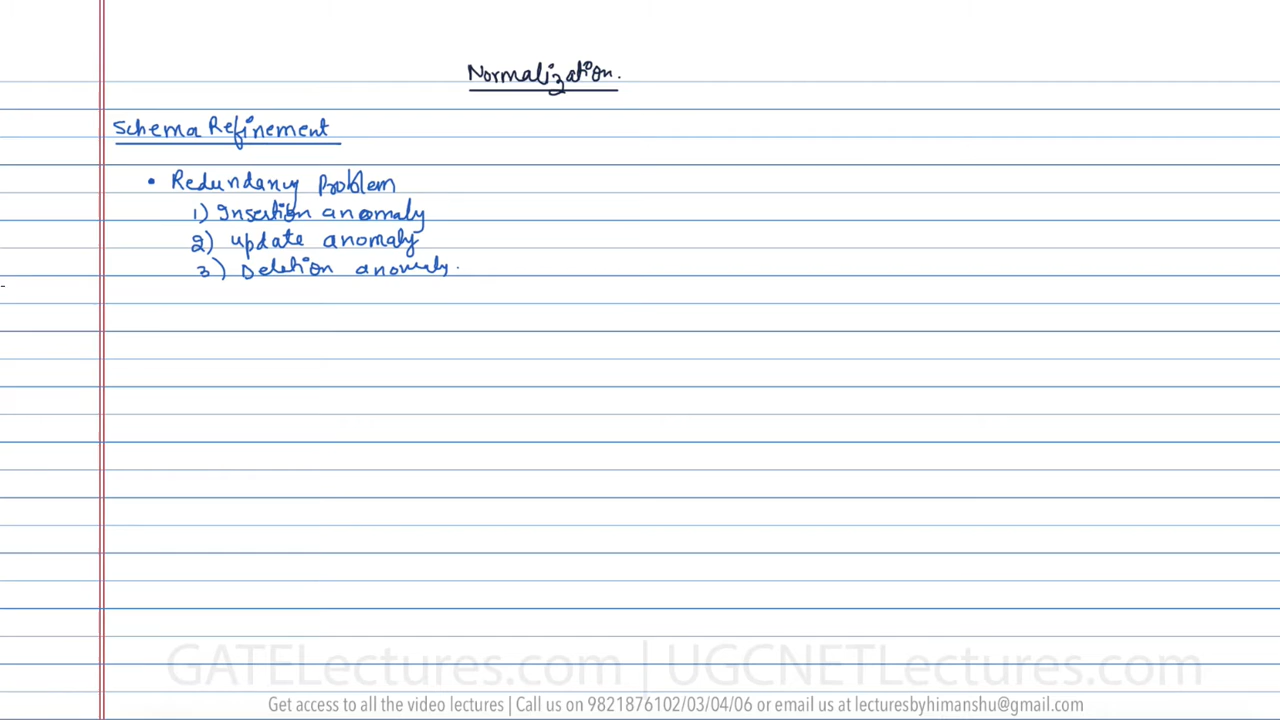 Normalization.
Schema Refinement
• Redundancy Problem
1) Insertion anomaly
2) update anomaly
3) Deletion anomaly.
GATELectures.com | UGCNETLectures.com
Get access to all the video lectures | Call us on 9821876102/03/04/06 or email us at lecturesbyhimanshu@gmail.com